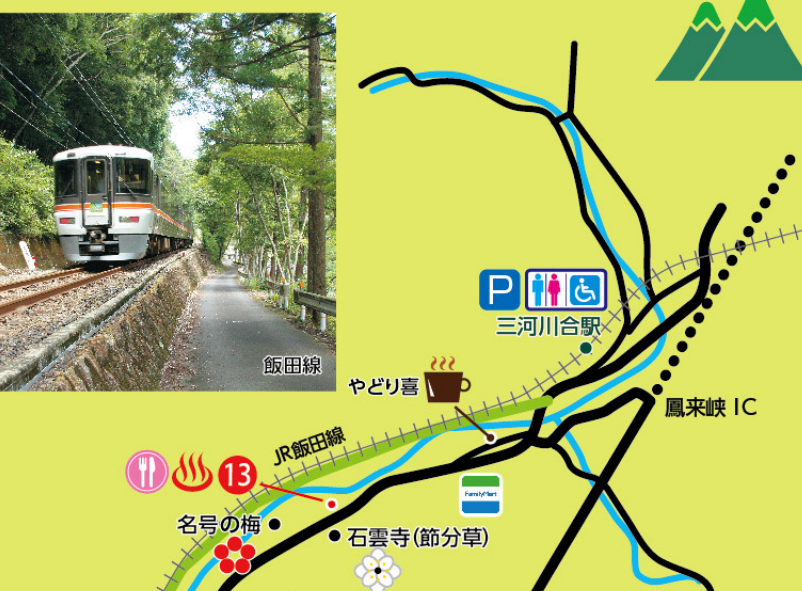 P
三河川合駅
飯田線
やどり喜
鳳来峡 IC
JR飯田線
13
FamilyMart
名号の梅
石雲寺(節分草)